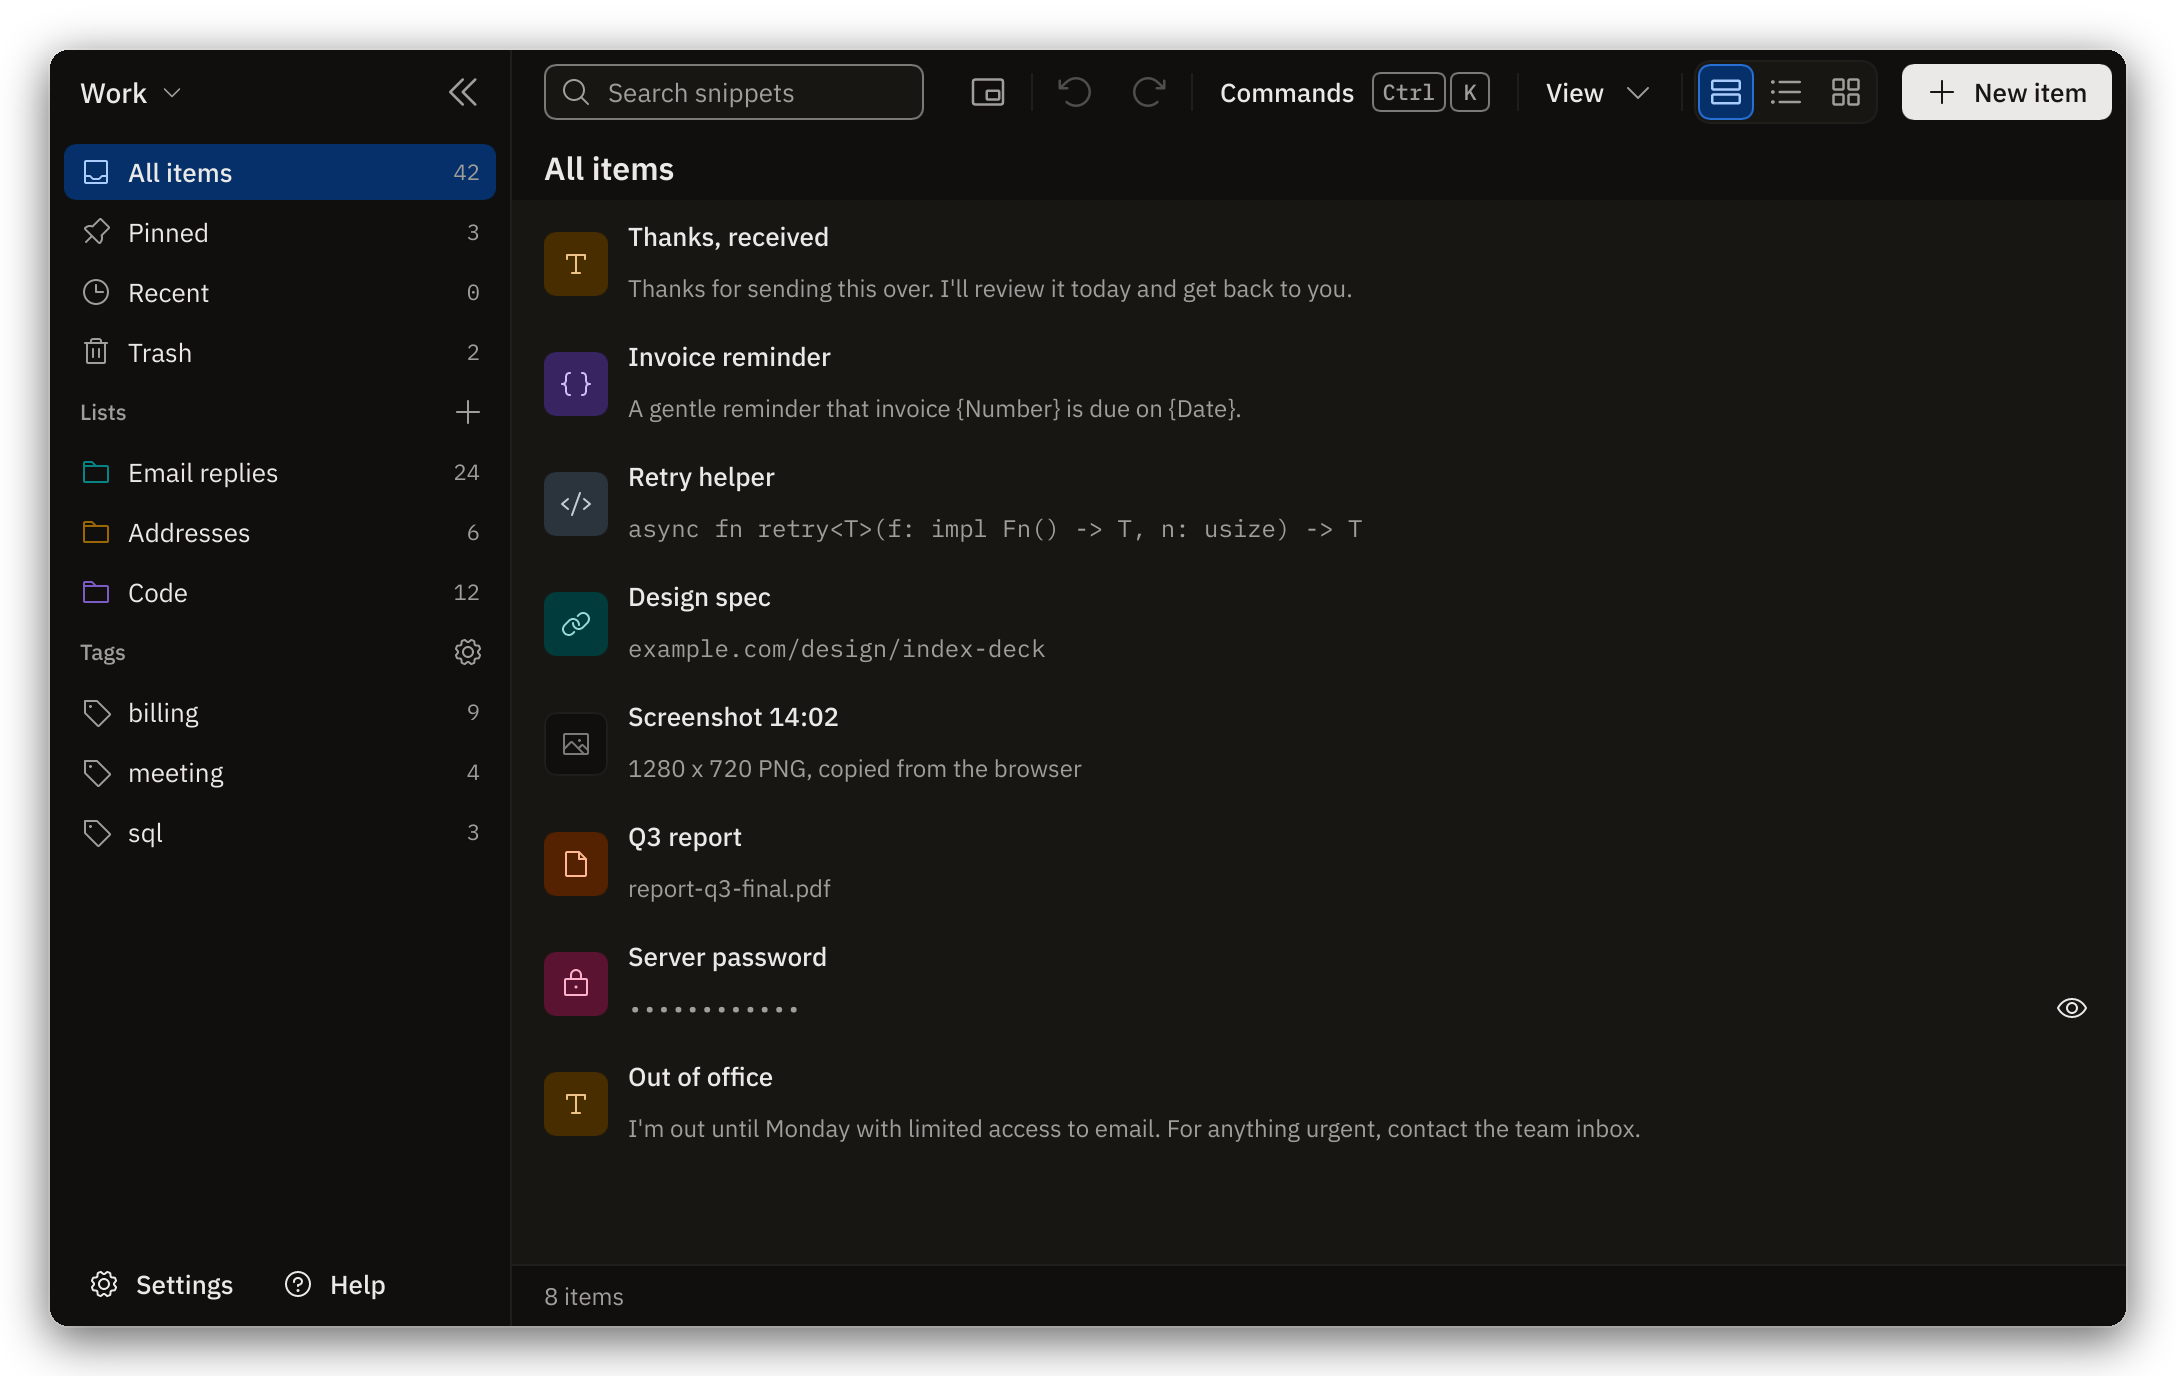 Work
All items 42
Pinned 3
Recent 0
Trash 2
Lists
Email replies 24
Addresses 6
Code 12
Tags
billing 9
meeting 4
sql 3
Settings Help
Search snippets Commands Ctrl K View New item
All items
Thanks, received
Thanks for sending this over. I'll review it today and get back to you.
Invoice reminder
A gentle reminder that invoice {Number} is due on {Date}.
Retry helper
async fn retry<T>(f: impl Fn() -> T, n: usize) -> T
Design spec
example.com/design/index-deck
Screenshot 14:02
1280 x 720 PNG, copied from the browser
Q3 report
report-q3-final.pdf
Server password
••••••••••••
Out of office
I'm out until Monday with limited access to email. For anything urgent, contact the team inbox.
8 items